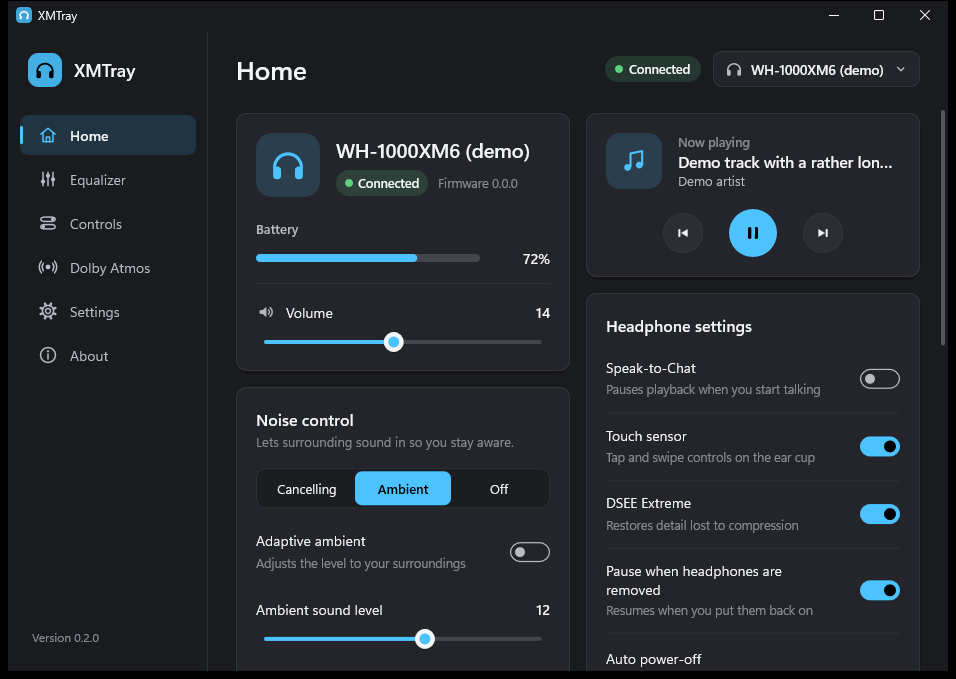 XMTray
XMTray
Home
Equalizer
Controls
Dolby Atmos
Settings
About
Version 0.2.0
Home
Connected
WH-1000XM6 (demo)
WH-1000XM6 (demo)
Connected
Firmware 0.0.0
Battery
72%
Volume
14
Noise control
Lets surrounding sound in so you stay aware.
Cancelling
Ambient
Off
Adaptive ambient
Adjusts the level to your surroundings
Ambient sound level
12
Now playing
Demo track with a rather lon...
Demo artist
Headphone settings
Speak-to-Chat
Pauses playback when you start talking
Touch sensor
Tap and swipe controls on the ear cup
DSEE Extreme
Restores detail lost to compression
Pause when headphones are
removed
Resumes when you put them back on
Auto power-off